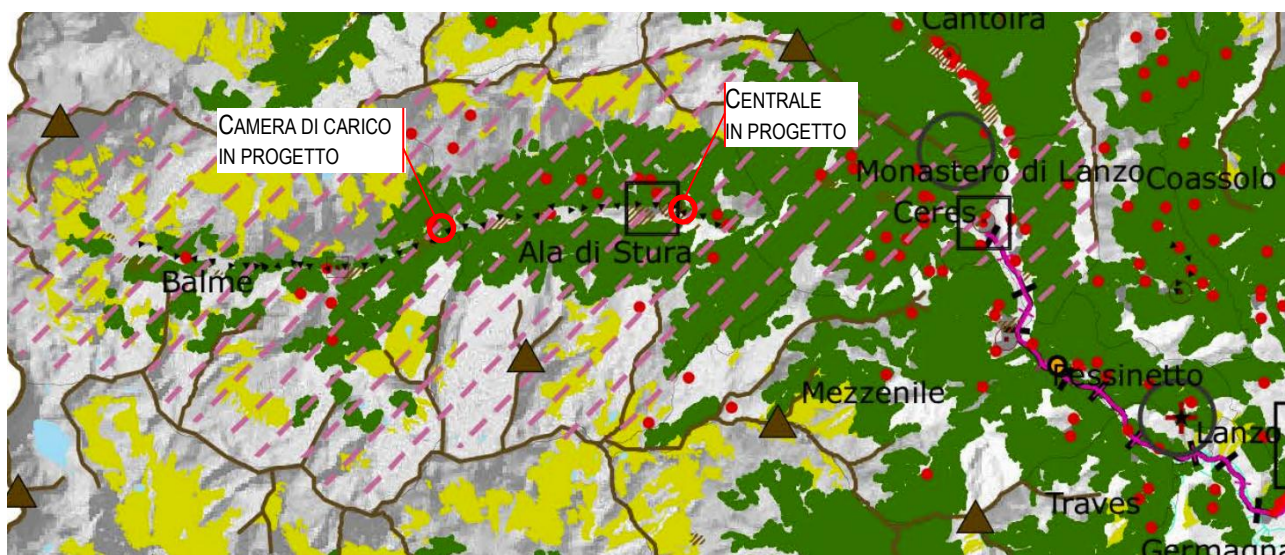 Cantoira
CAMERA DI CARICO
IN PROGETTO
CENTRALE
IN PROGETTO
Monastero di Lanzo
Coassolo
Ceres
Ala di Stura
Balme
Pessinetto
Mezzenile
Lanzo
Traves
Germagna